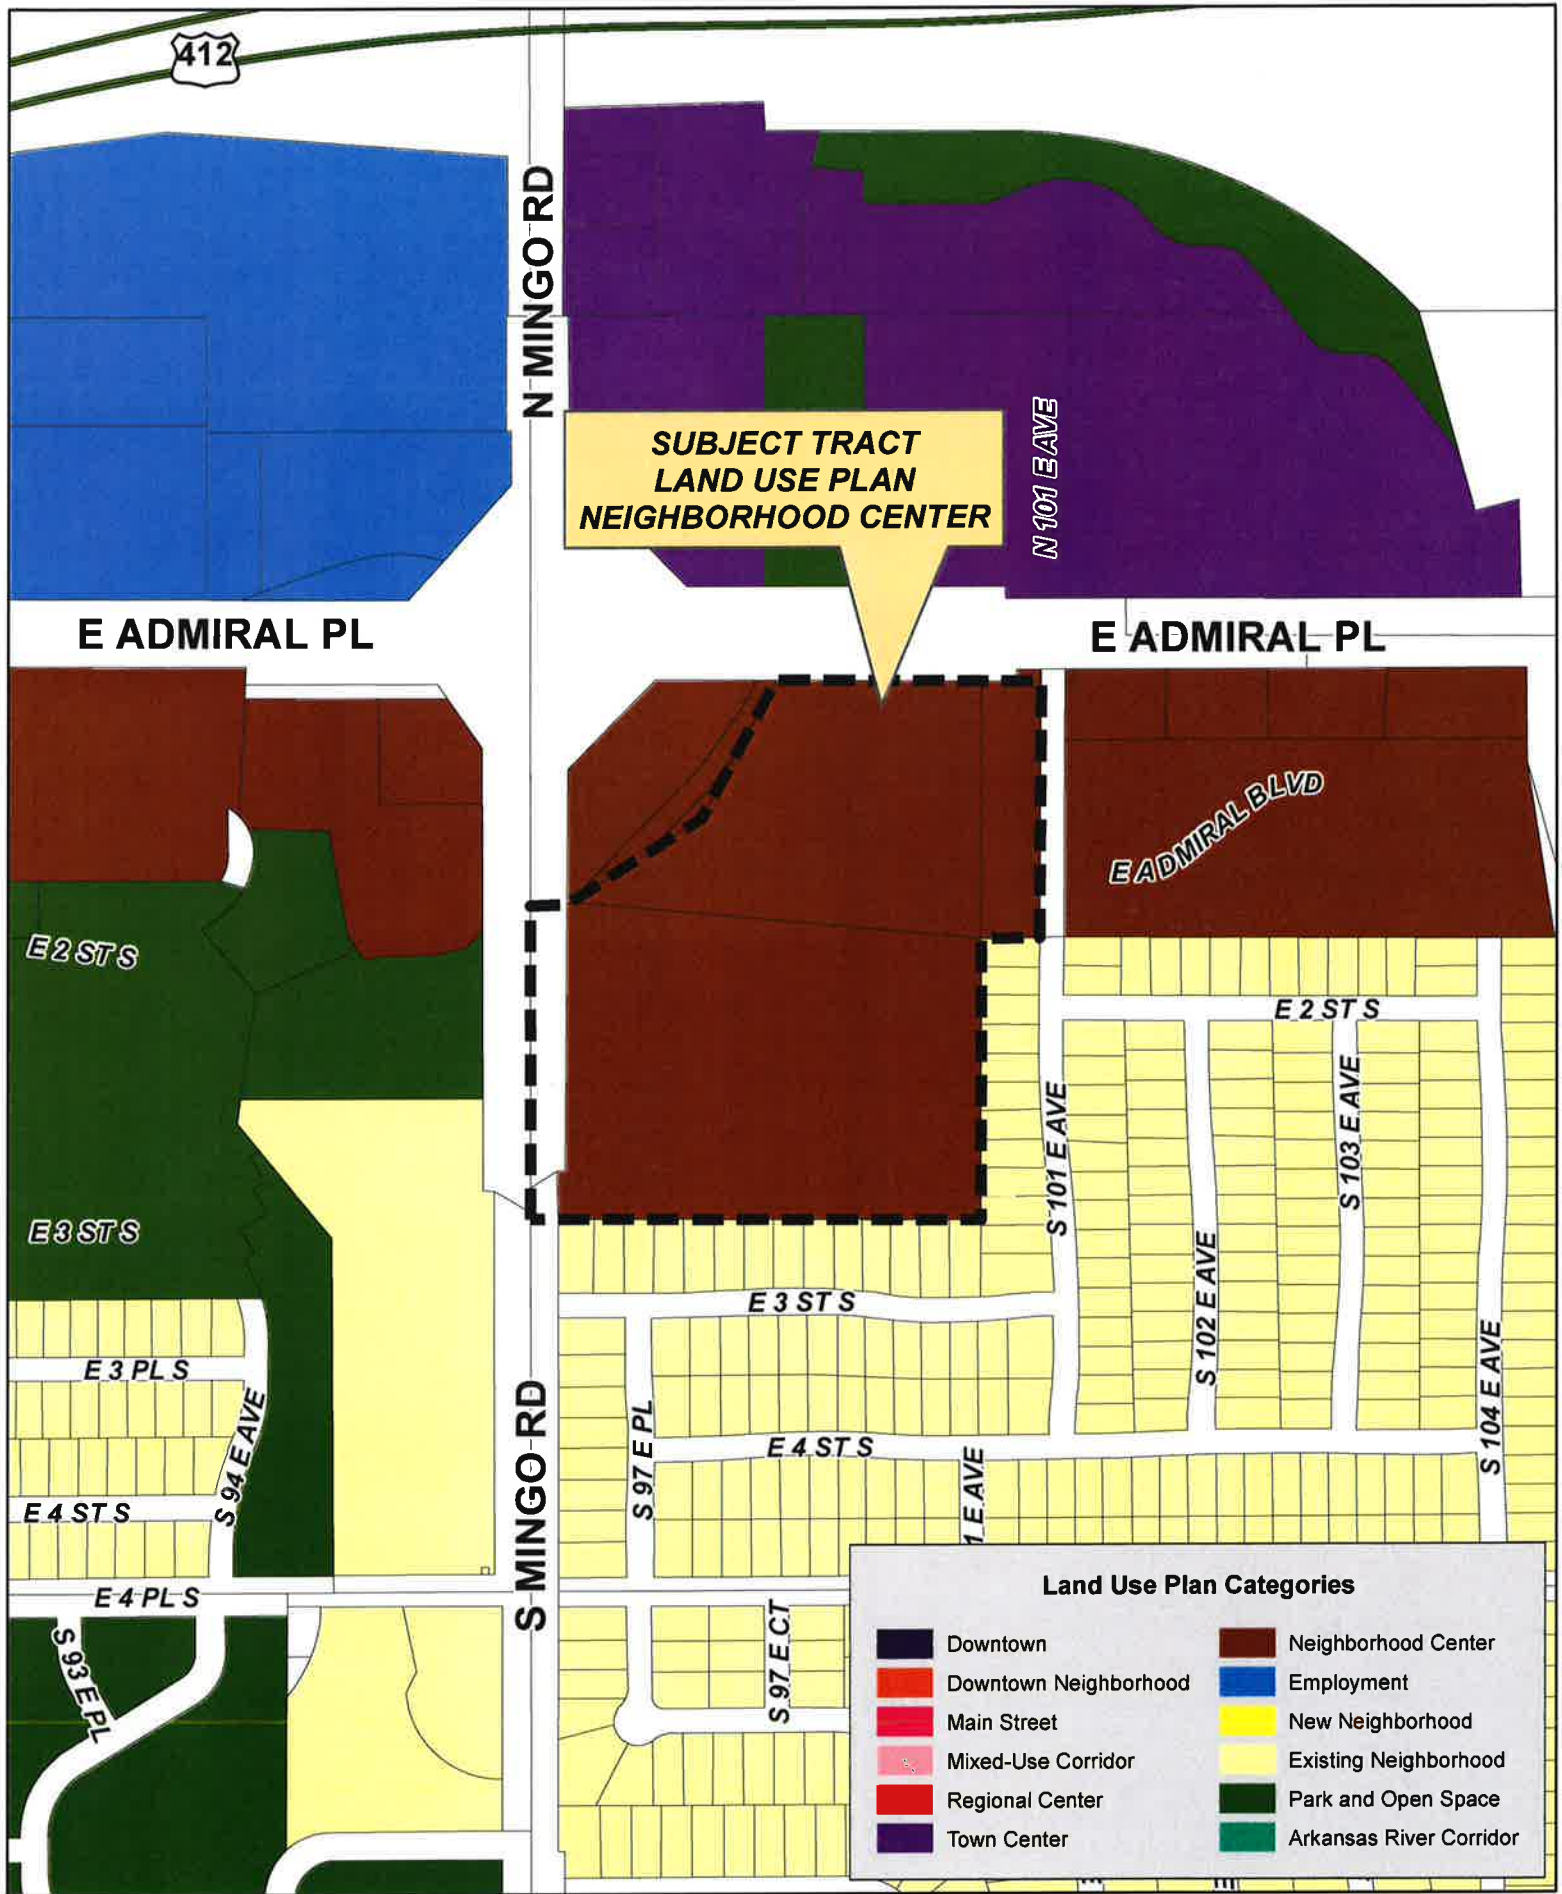 412
N MINGO RD
SUBJECT TRACT
LAND USE PLAN
NEIGHBORHOOD CENTER
N 101 E AVE
E ADMIRAL PL
E ADMIRAL PL
E ADMIRAL BLVD
E 2 ST S
E 2 ST S
S 101 E AVE
S 103 E AVE
E 3 ST S
S 102 E AVE
E 3 ST S
S 104 E AVE
E 3 PL S
S 94 E AVE
S MINGO RD
S 97 E PL
E 4 ST S
1 E AVE
E 4 ST S
E 4 PL S
S 93 E PL
S 97 E CT
Land Use Plan Categories
Downtown
Downtown Neighborhood
Main Street
Mixed-Use Corridor
Regional Center
Town Center
Neighborhood Center
Employment
New Neighborhood
Existing Neighborhood
Park and Open Space
Arkansas River Corridor